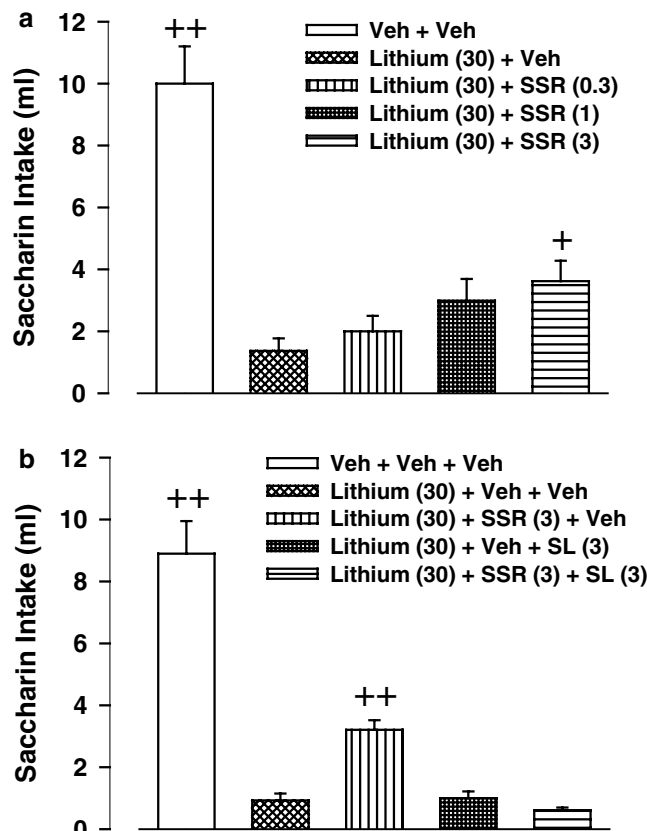 a
12
10
8
6
4
2
0
Saccharin Intake (ml)
++
+
Veh + Veh
Lithium (30) + Veh
Lithium (30) + SSR (0.3)
Lithium (30) + SSR (1)
Lithium (30) + SSR (3)
b
12
10
8
6
4
2
0
Saccharin Intake (ml)
++
++
Veh + Veh + Veh
Lithium (30) + Veh + Veh
Lithium (30) + SSR (3) + Veh
Lithium (30) + Veh + SL (3)
Lithium (30) + SSR (3) + SL (3)